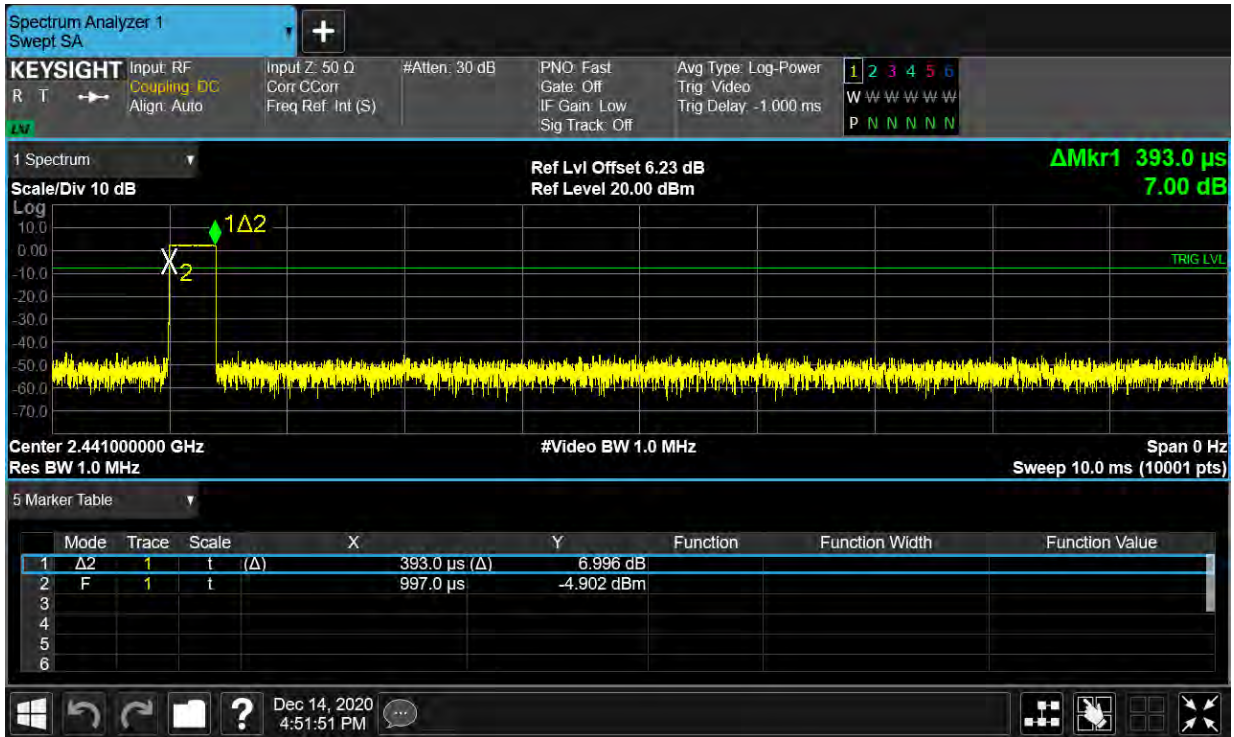 Spectrum Analyzer 1
Swept SA
KEYSIGHT Input: RF Input Z: 50 Ω #Atten: 30 dB PNO: Fast Avg Type: Log-Power 1 2 3 4 5 6
R T Coupling: DC Corr CCorr Gate: Off Trig: Video W W W W W W
Align: Auto Freq Ref: Int (S) IF Gain: Low Trig Delay: -1.000 ms
Sig Track: Off P N N N N N
1 Spectrum Ref Lvl Offset 6.23 dB ΔMkr1 393.0 µs
Scale/Div 10 dB Ref Level 20.00 dBm 7.00 dB
Log
10.0
1Δ2
0.00
TRIG LVL
2
-10.0
-20.0
-30.0
-40.0
-50.0
-60.0
-70.0
Center 2.441000000 GHz #Video BW 1.0 MHz Span 0 Hz
Res BW 1.0 MHz Sweep 10.0 ms (10001 pts)
5 Marker Table
Mode Trace Scale X Y Function Function Width Function Value
1 Δ2 1 t (Δ) 393.0 µs (Δ) 6.996 dB
2 F 1 t 997.0 µs -4.902 dBm
3
4
5
6
? Dec 14, 2020
4:51:51 PM